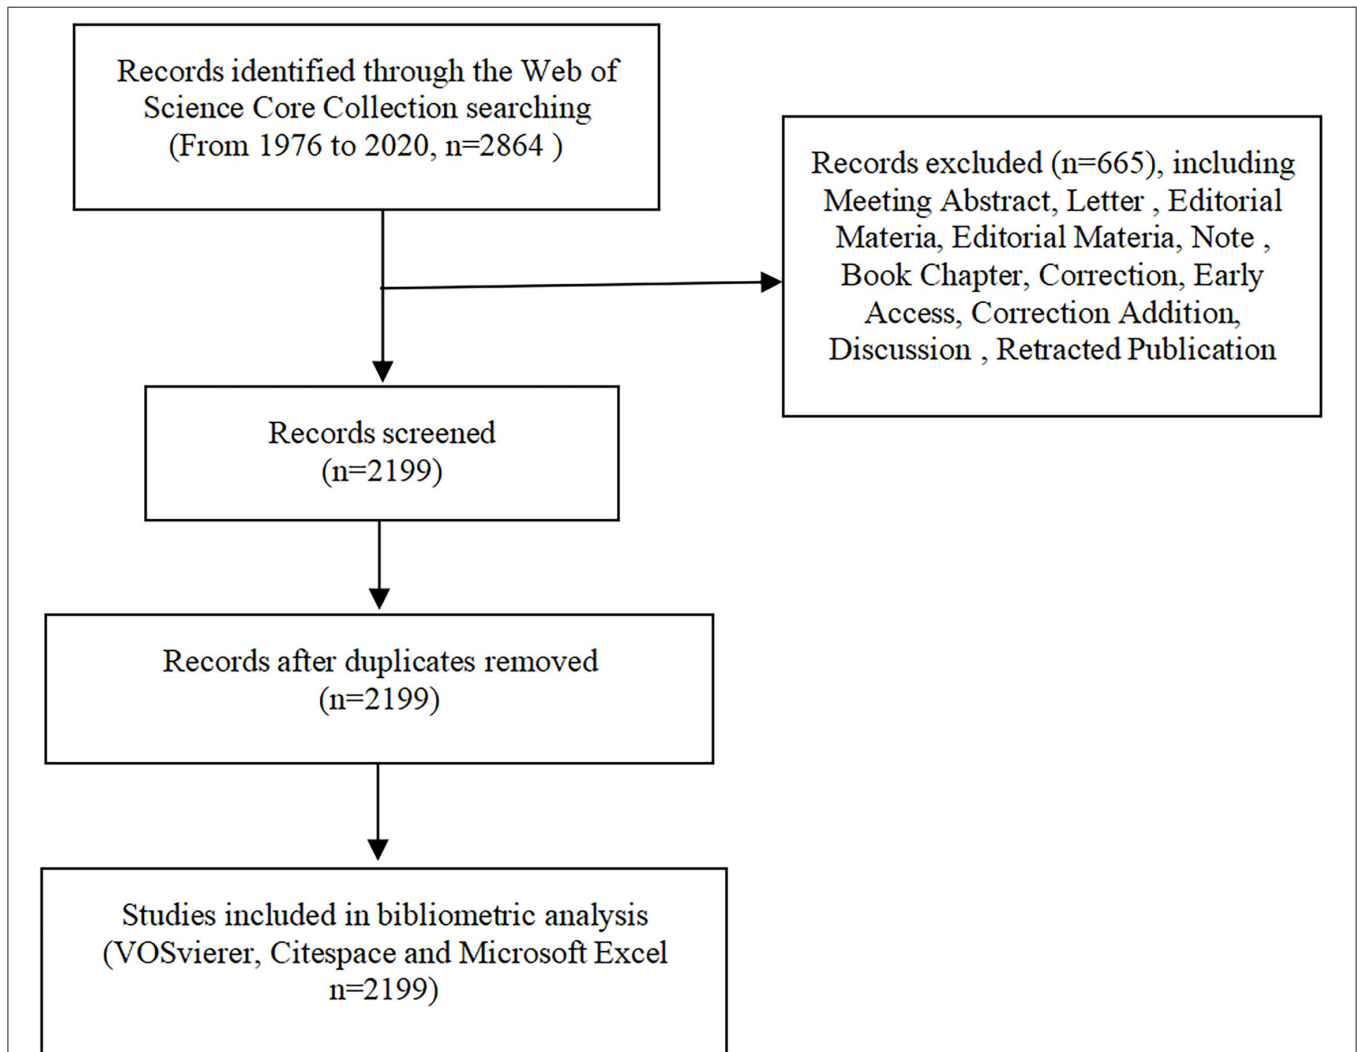 Records identified through the Web of
Science Core Collection searching
(From 1976 to 2020, n=2864 )
Records excluded (n=665), including
Meeting Abstract, Letter , Editorial
Materia, Editorial Materia, Note ,
Book Chapter, Correction, Early
Access, Correction Addition,
Discussion , Retracted Publication
Records screened
(n=2199)
Records after duplicates removed
(n=2199)
Studies included in bibliometric analysis
(VOSvierer, Citespace and Microsoft Excel
n=2199)